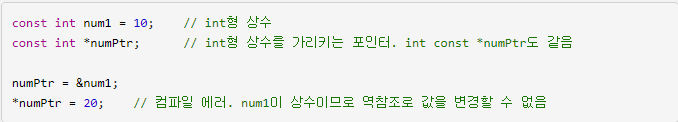 const int num1 = 10;    // int형 상수
const int *numPtr;      // int형 상수를 가리키는 포인터. int const *numPtr도 같음
numPtr = &num1;
*numPtr = 20;    // 컴파일 에러. num1이 상수이므로 역참조로 값을 변경할 수 없음